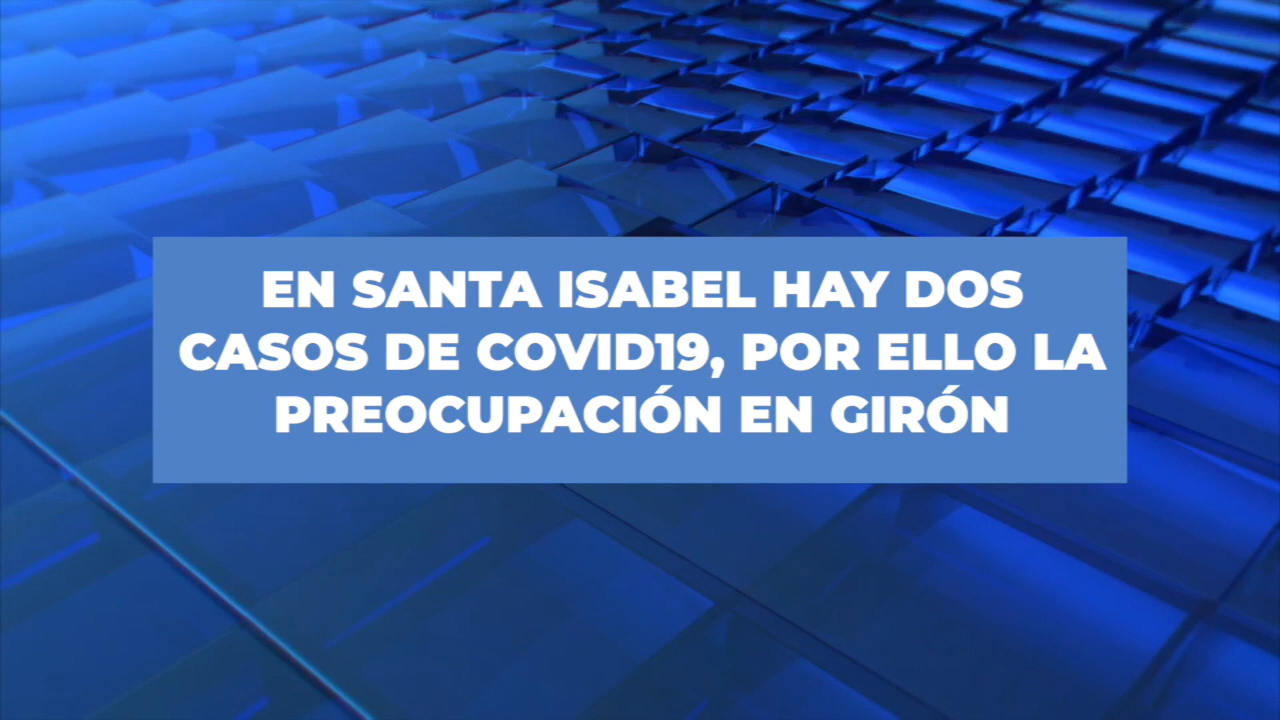 EN SANTA ISABEL HAY DOS
CASOS DE COVID19, POR ELLO LA
PREOCUPACIÓN EN GIRÓN